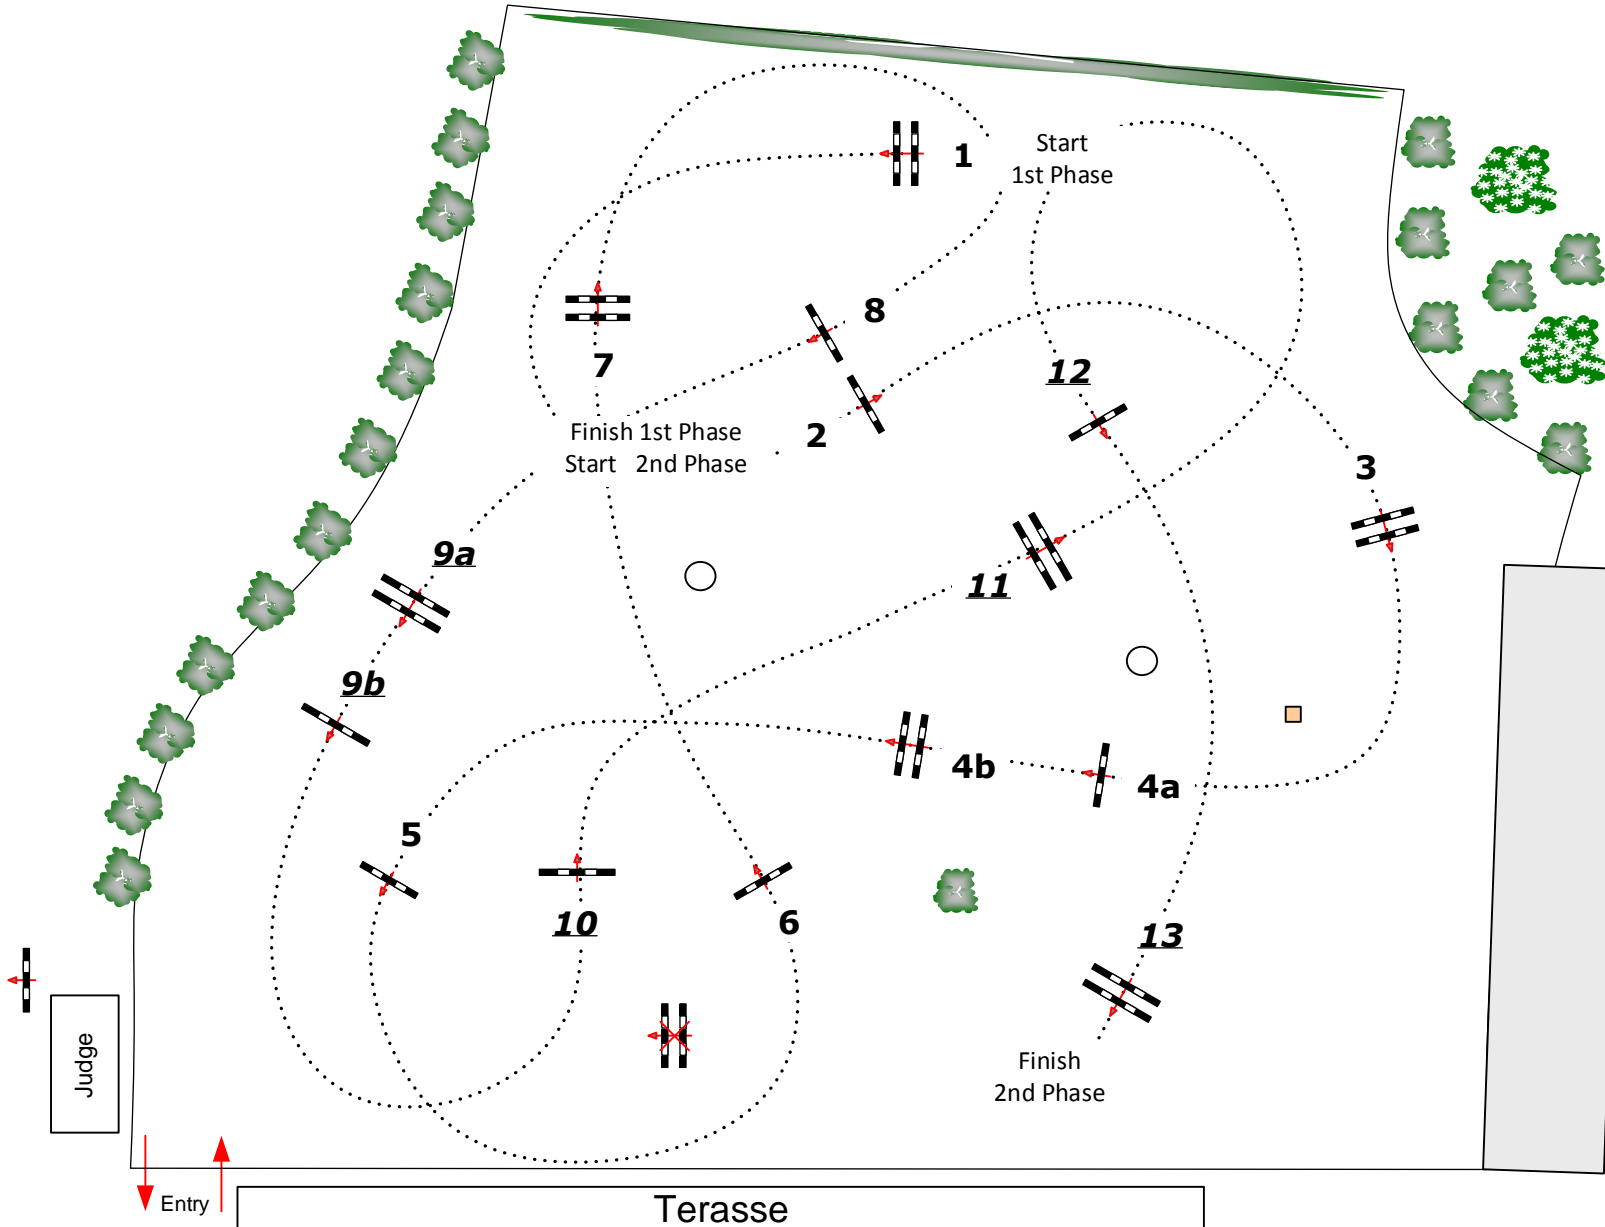 Start
1st Phase
1
8
7
12
2
Finish 1st Phase
Start 2nd Phase
3
9a
11
9b
4b
4a
5
10
6
13
Finish
2nd Phase
Judge
Entry
Terasse